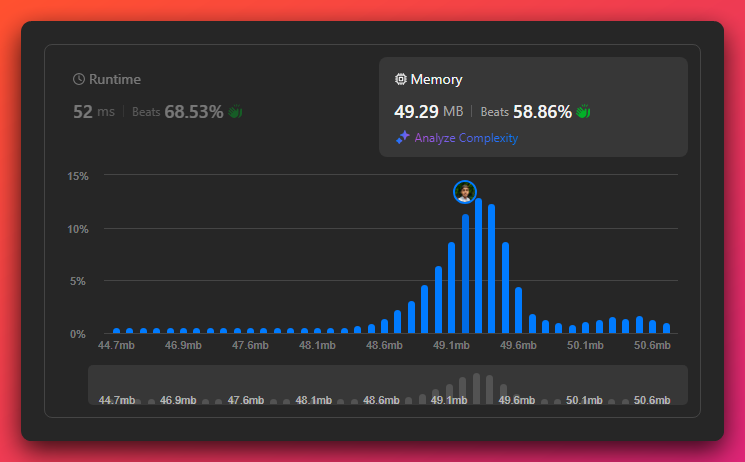 Runtime
52 ms Beats 68.53%
Memory
49.29 MB Beats 58.86%
Analyze Complexity
15%
10%
5%
0%
44.7mb 46.9mb 47.6mb 48.1mb 48.6mb 49.1mb 49.6mb 50.1mb 50.6mb
44.7mb 46.9mb 47.6mb 48.1mb 48.6mb 49.1mb 49.6mb 50.1mb 50.6mb